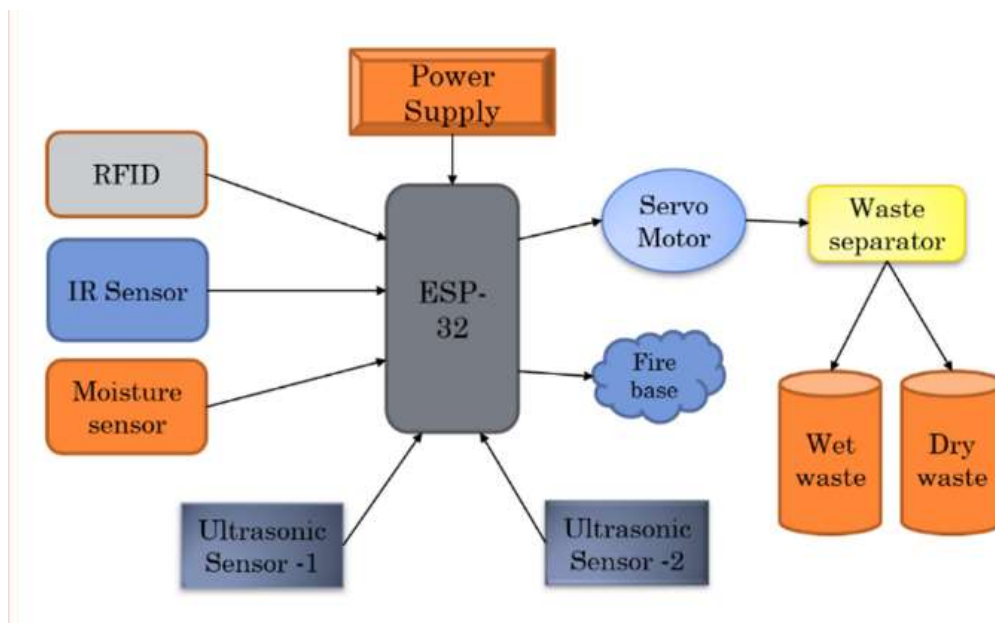 Power
Supply
RFID
IR Sensor
Moisture
sensor
ESP-
32
Servo
Motor
Waste
separator
Fire
base
Wet
waste
Dry
waste
Ultrasonic
Sensor -1
Ultrasonic
Sensor -2